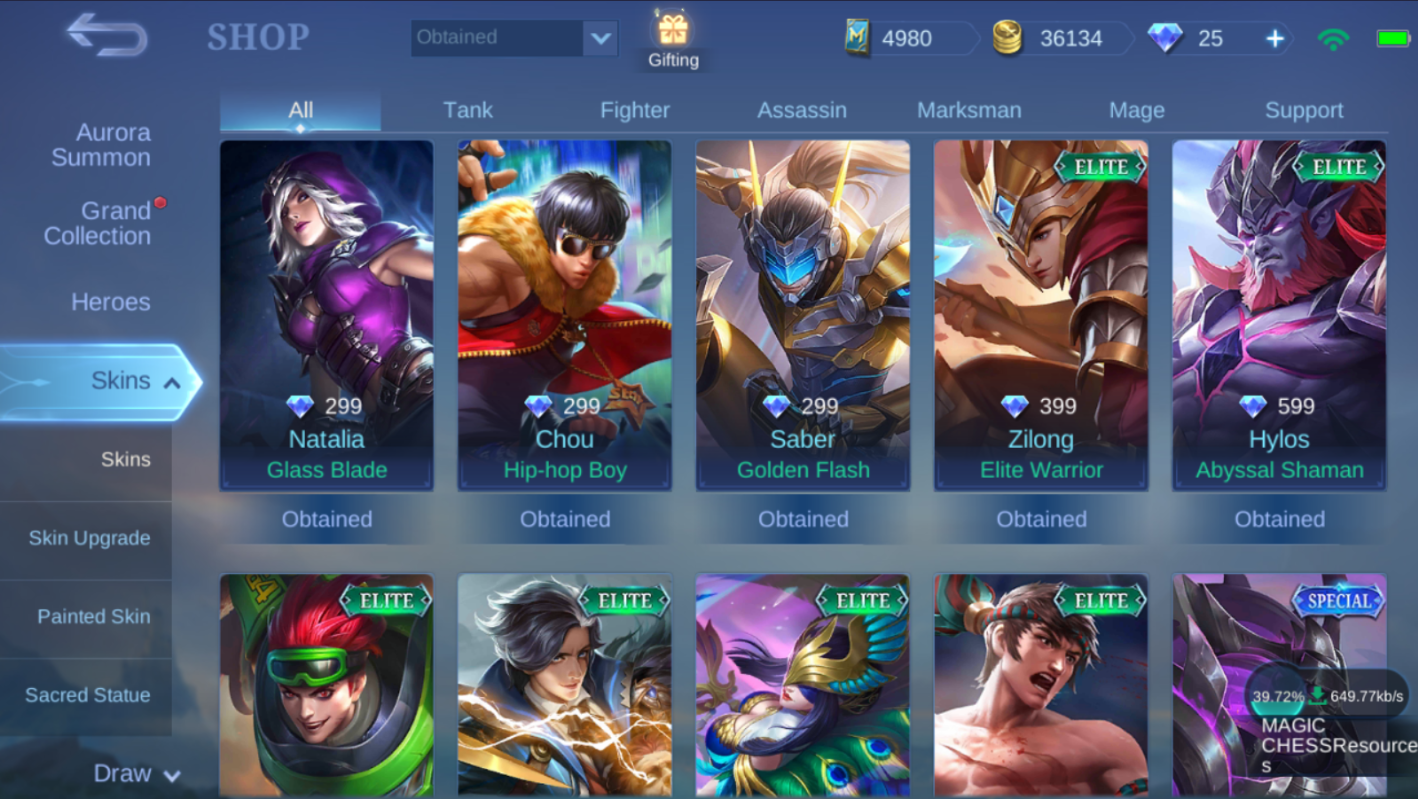 SHOP
Obtained
Gifting
4980
36134
25
+
Aurora
Summon
Grand
Collection
Heroes
Skins
Skins
Skin Upgrade
Painted Skin
Sacred Statue
Draw
All
Tank
Fighter
Assassin
Marksman
Mage
Support
299
Natalia
Glass Blade
Obtained
299
Chou
Hip-hop Boy
Obtained
299
Saber
Golden Flash
Obtained
ELITE
399
Zilong
Elite Warrior
Obtained
ELITE
599
Hylos
Abyssal Shaman
Obtained
ELITE
ELITE
ELITE
ELITE
SPECIAL
39.72% 649.77kb/s
MAGIC
CHESSResource
s